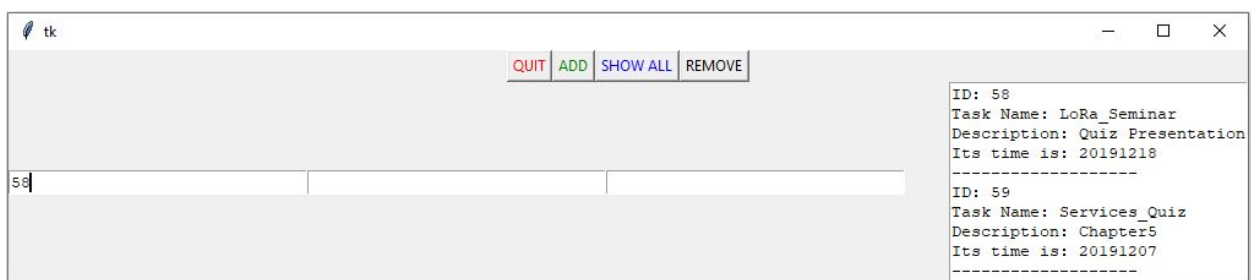 tk
QUIT ADD SHOW ALL REMOVE
ID: 58
Task Name: LoRa_Seminar
Description: Quiz Presentation
Its time is: 20191218
-------------------
58
ID: 59
Task Name: Services_Quiz
Description: Chapter5
Its time is: 20191207
-------------------